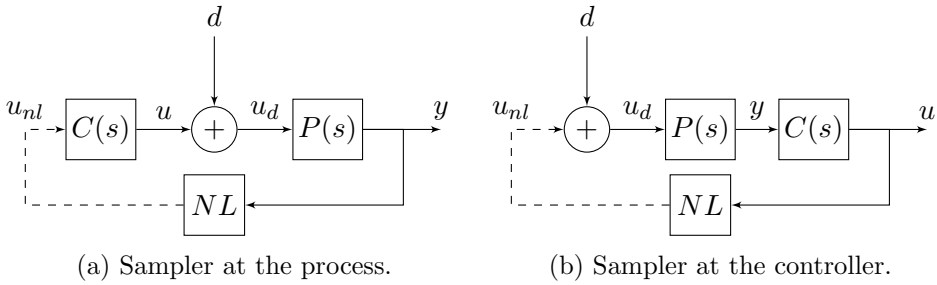 d
u_{nl} C(s) u + u_d P(s) y
NL
(a) Sampler at the process.
d
u_{nl} + u_d P(s) y C(s) u
NL
(b) Sampler at the controller.